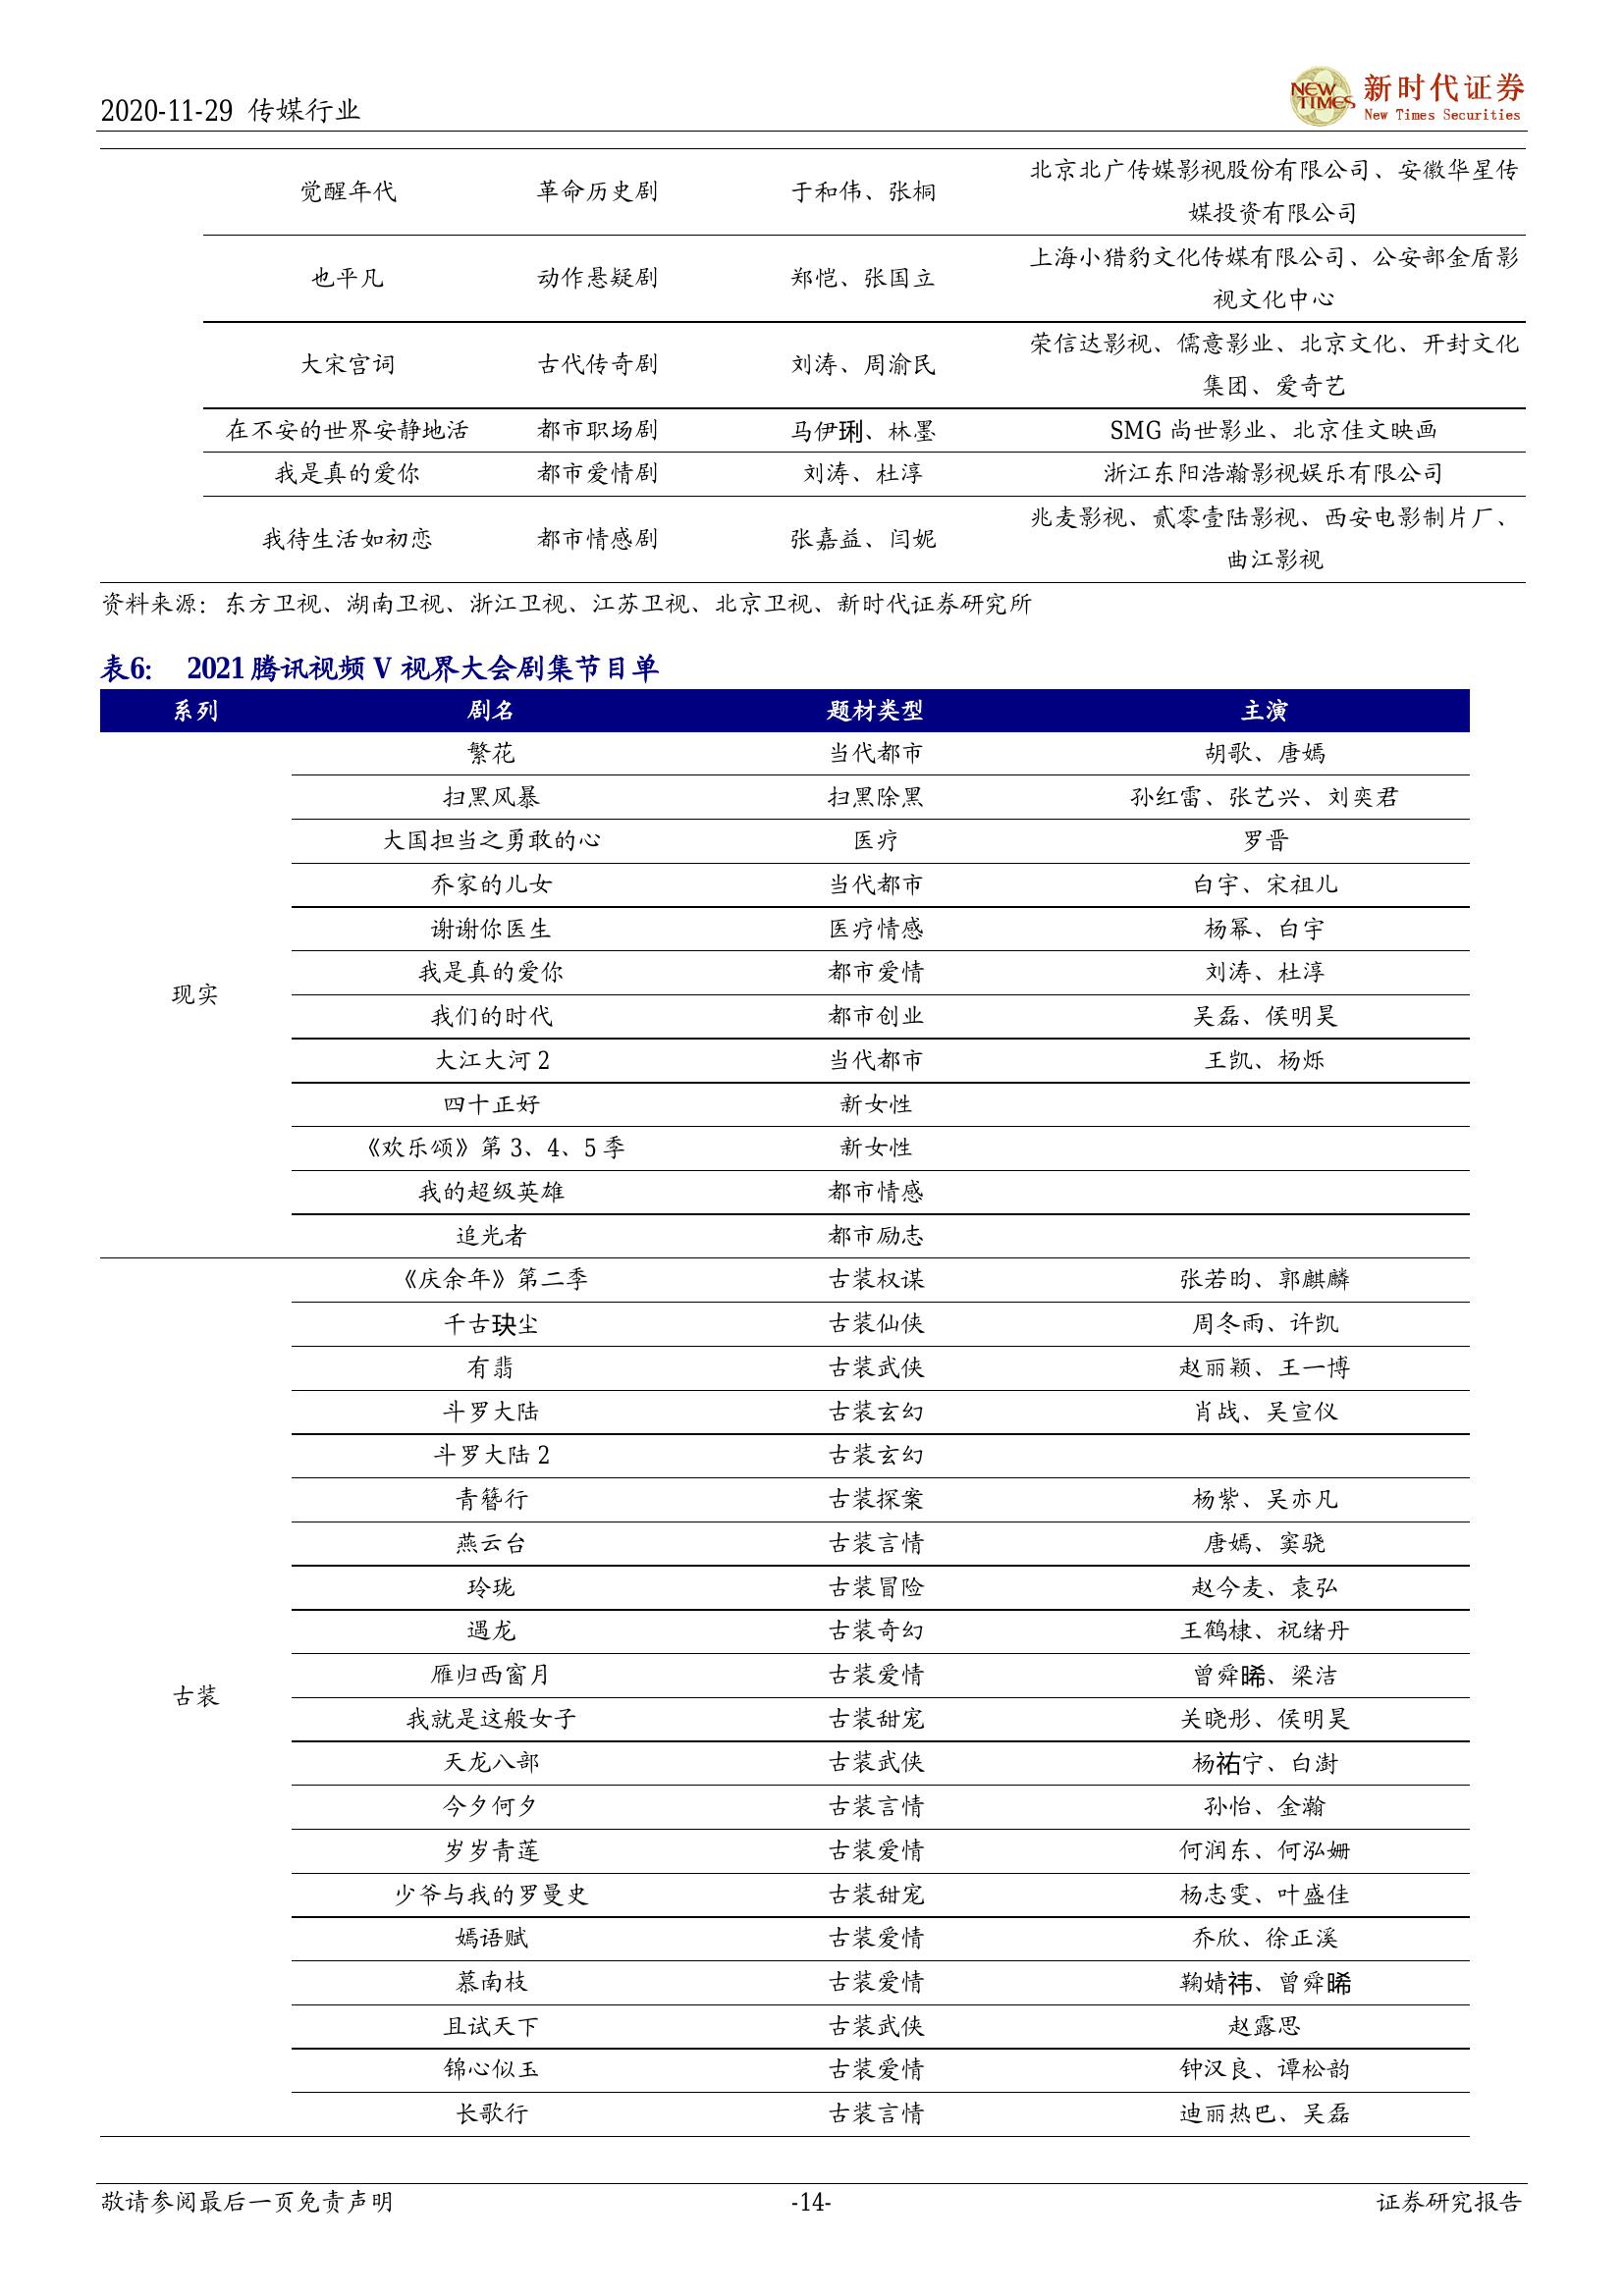 2020-11-29 传媒行业
NEW TIMES
新时代证券
New Times Securities
觉醒年代 革命历史剧 于和伟、张桐 北京北广传媒影视股份有限公司、安徽华星传
媒投资有限公司
也平凡 动作悬疑剧 郑恺、张国立 上海小猎豹文化传媒有限公司、公安部金盾影
视文化中心
大宋宫词 古代传奇剧 刘涛、周渝民 荣信达影视、儒意影业、北京文化、开封文化
集团、爱奇艺
在不安的世界安静地活 都市职场剧 马伊琍、林墨 SMG 尚世影业、北京佳文映画
我是真的爱你 都市爱情剧 刘涛、杜淳 浙江东阳浩瀚影视娱乐有限公司
我待生活如初恋 都市情感剧 张嘉益、闫妮 兆麦影视、贰零壹陆影视、西安电影制片厂、
曲江影视
资料来源：东方卫视、湖南卫视、浙江卫视、江苏卫视、北京卫视、新时代证券研究所
表6： 2021 腾讯视频 V 视界大会剧集节目单
系列 剧名 题材类型 主演
现实
繁花 当代都市 胡歌、唐嫣
扫黑风暴 扫黑除黑 孙红雷、张艺兴、刘奕君
大国担当之勇敢的心 医疗 罗晋
乔家的儿女 当代都市 白宇、宋祖儿
谢谢你医生 医疗情感 杨幂、白宇
我是真的爱你 都市爱情 刘涛、杜淳
我们的时代 都市创业 吴磊、侯明昊
大江大河 2 当代都市 王凯、杨烁
四十正好 新女性
《欢乐颂》第 3、4、5 季 新女性
我的超级英雄 都市情感
追光者 都市励志
古装
《庆余年》第二季 古装权谋 张若昀、郭麒麟
千古玦尘 古装仙侠 周冬雨、许凯
有翡 古装武侠 赵丽颖、王一博
斗罗大陆 古装玄幻 肖战、吴宣仪
斗罗大陆 2 古装玄幻
青簪行 古装探案 杨紫、吴亦凡
燕云台 古装言情 唐嫣、窦骁
玲珑 古装冒险 赵今麦、袁弘
遇龙 古装奇幻 王鹤棣、祝绪丹
雁归西窗月 古装爱情 曾舜晞、梁洁
我就是这般女子 古装甜宠 关晓彤、侯明昊
天龙八部 古装武侠 杨祐宁、白澍
今夕何夕 古装言情 孙怡、金瀚
岁岁青莲 古装爱情 何润东、何泓姗
少爷与我的罗曼史 古装甜宠 杨志雯、叶盛佳
嫣语赋 古装爱情 乔欣、徐正溪
慕南枝 古装爱情 鞠婧祎、曾舜晞
且试天下 古装武侠 赵露思
锦心似玉 古装爱情 钟汉良、谭松韵
长歌行 古装言情 迪丽热巴、吴磊
敬请参阅最后一页免责声明 -14- 证券研究报告